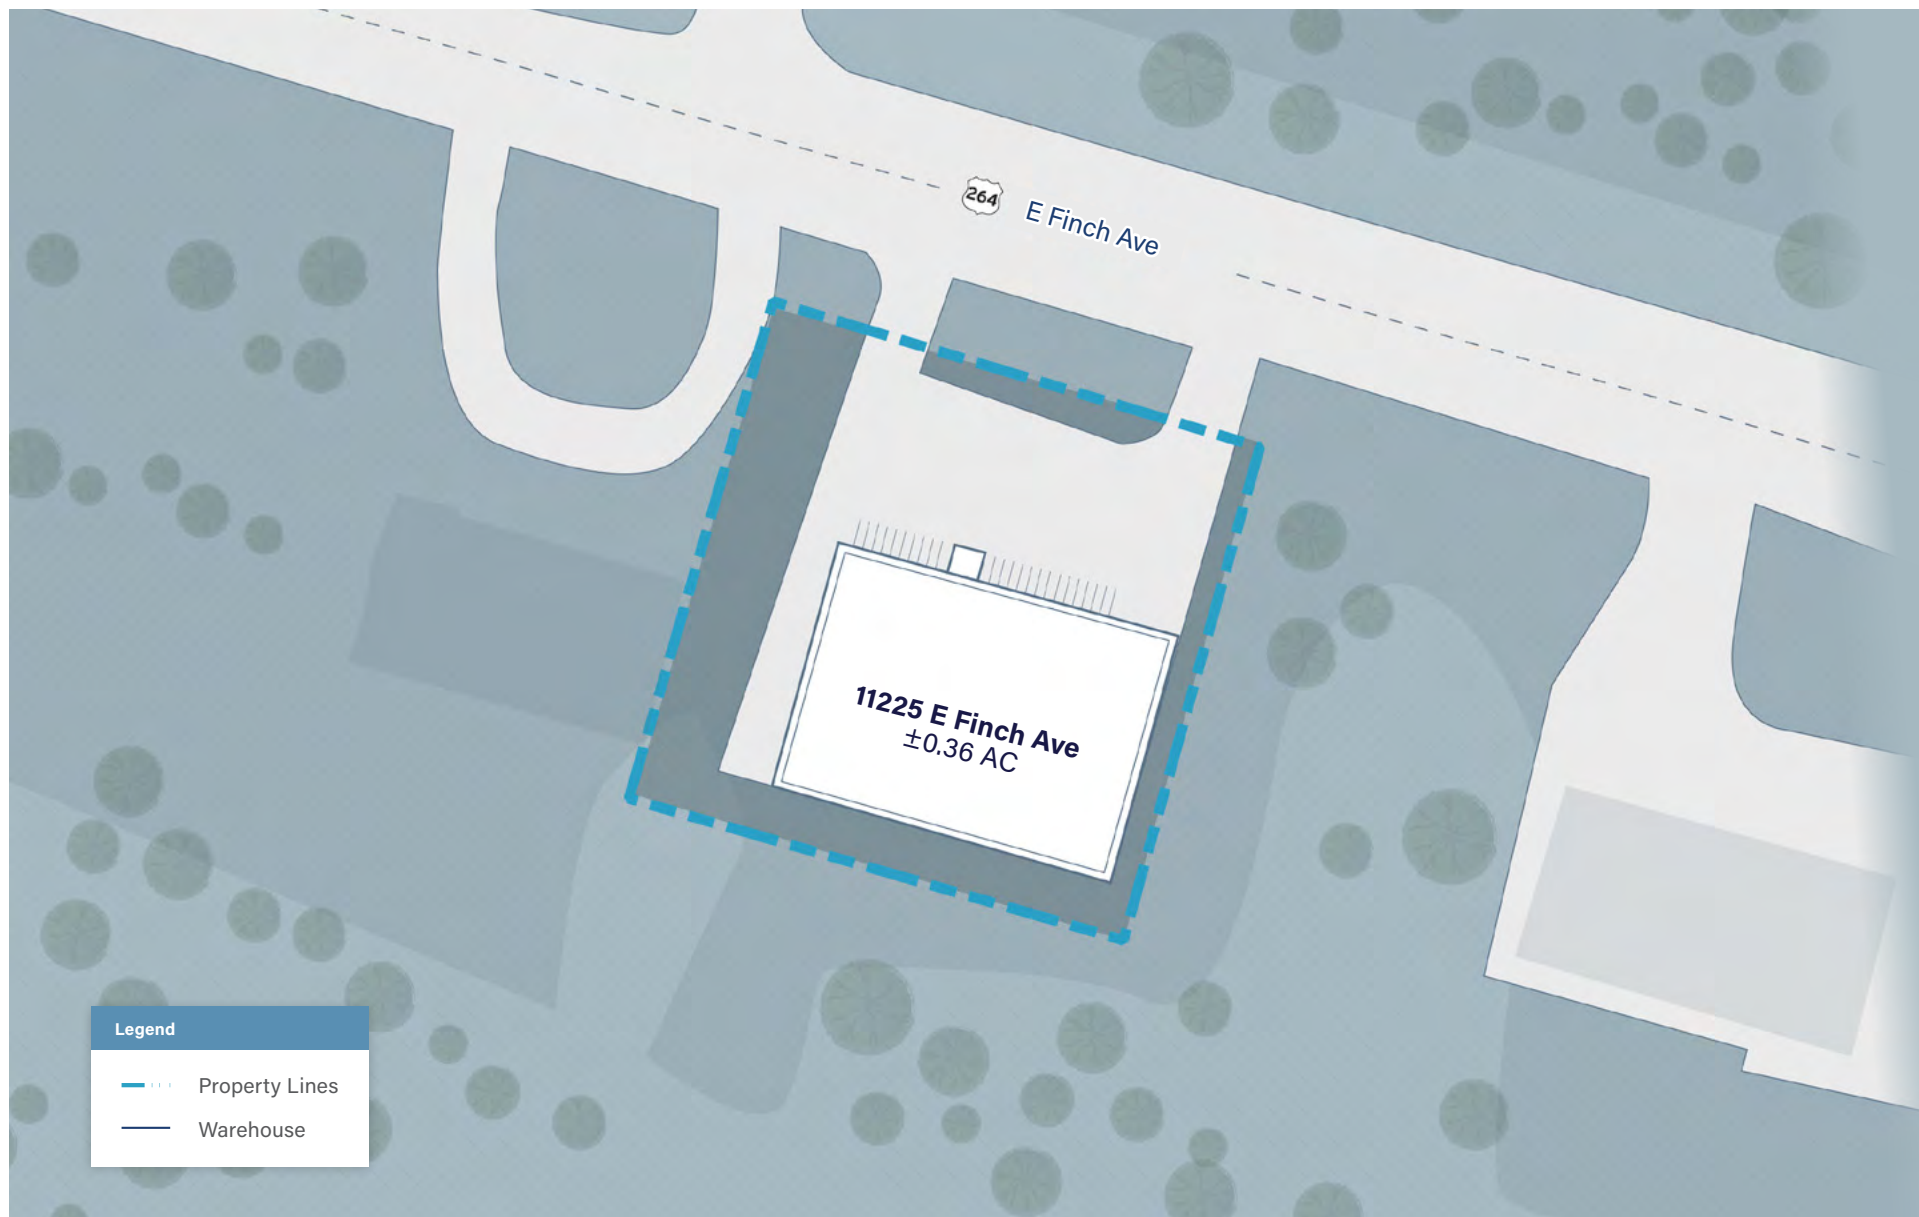 264
E Finch Ave
11225 E Finch Ave
±0.36 AC
Legend
Property Lines
Warehouse